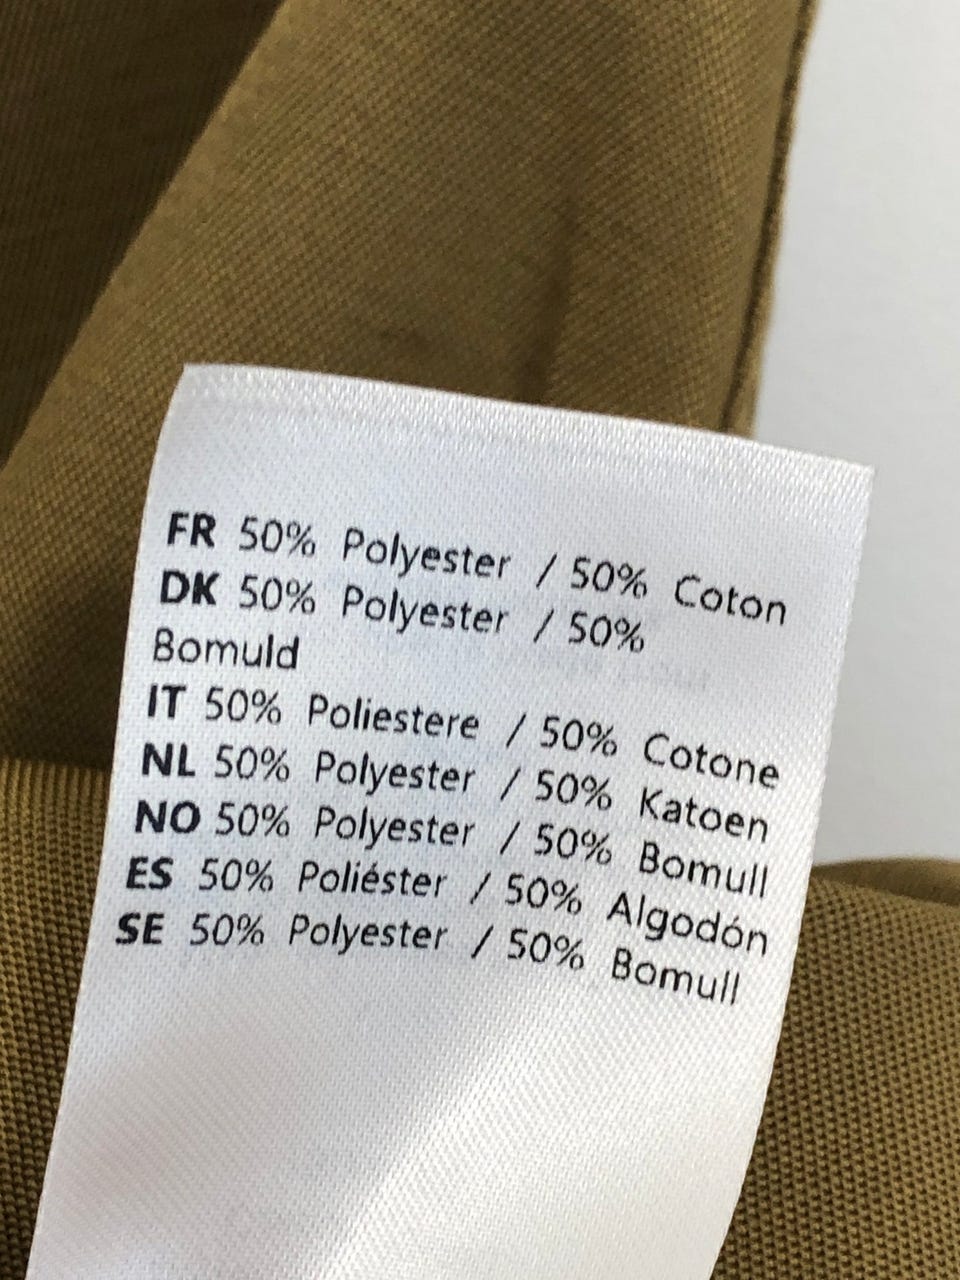 FR 50% Polyester / 50% Coton
DK 50% Polyester / 50%
Bomuld
IT 50% Poliestere / 50% Cotone
NL 50% Polyester / 50% Katoen
NO 50% Polyester / 50% Bomull
ES 50% Poliéster / 50% Algodón
SE 50% Polyester / 50% Bomull